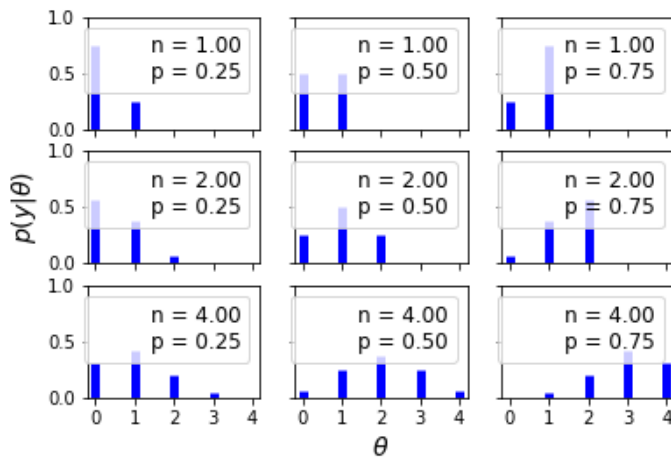 1.0
0.5
0.0
n = 1.00
p = 0.25
n = 1.00
p = 0.50
n = 1.00
p = 0.75
p(y|θ)
1.0
0.5
0.0
n = 2.00
p = 0.25
n = 2.00
p = 0.50
n = 2.00
p = 0.75
1.0
0.5
0.0
n = 4.00
p = 0.25
n = 4.00
p = 0.50
n = 4.00
p = 0.75
0 1 2 3 4
0 1 2 3 4
0 1 2 3 4
θ